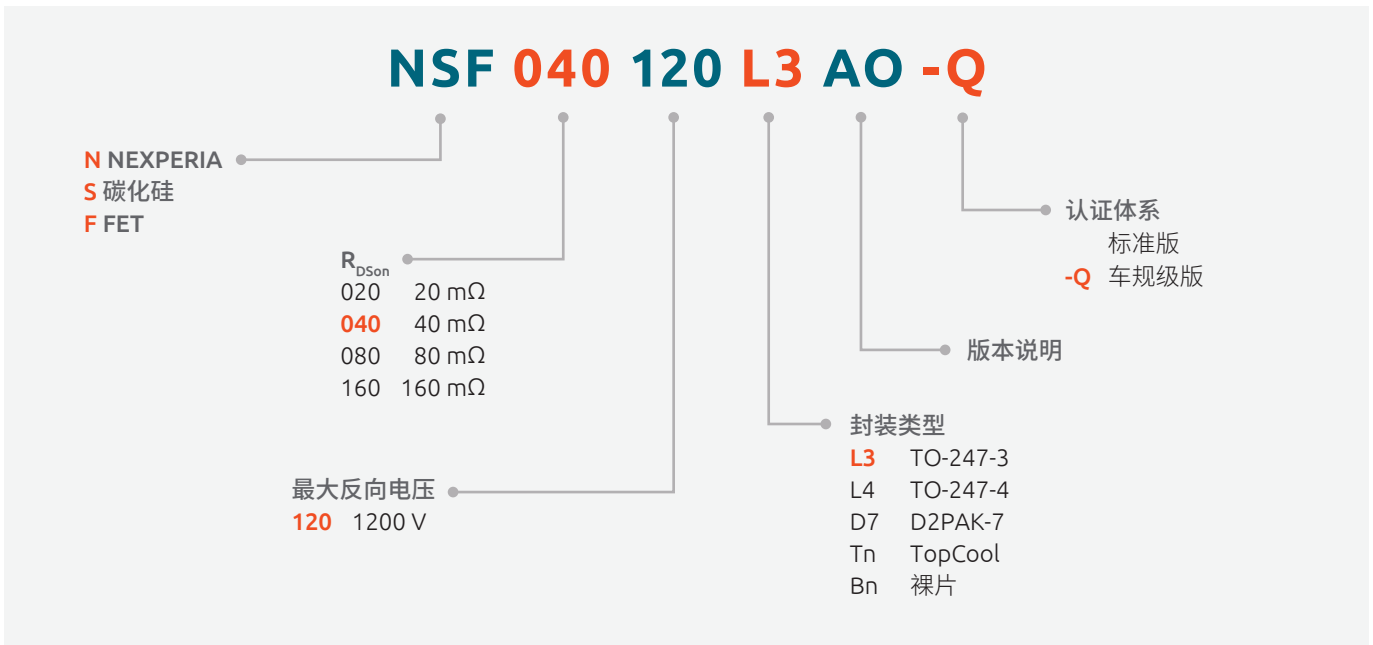 NSF 040 120 L3 AO -Q
N NEXPERIA
S 碳化硅
F FET
RDSon
020 20 mΩ
040 40 mΩ
080 80 mΩ
160 160 mΩ
最大反向电压
120 1200 V
封装类型
L3 TO-247-3
L4 TO-247-4
D7 D2PAK-7
Tn TopCool
Bn 裸片
版本说明
认证体系
标准版
-Q 车规级版